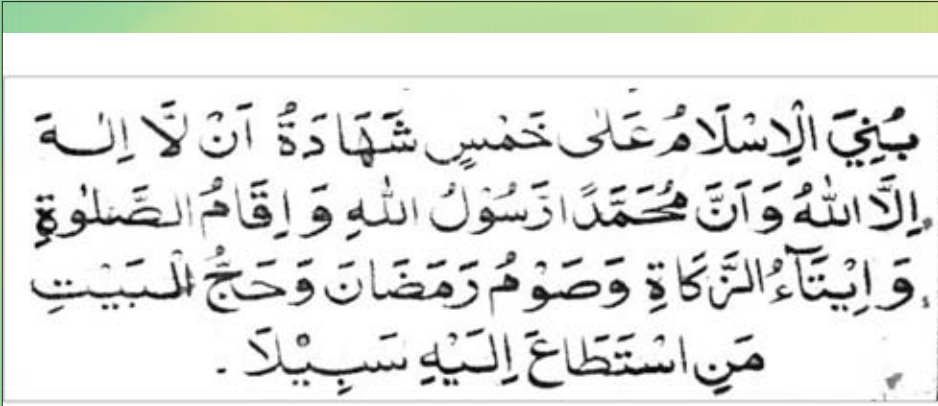 بُنِيَ الْاِسْلَامُ عَلٰى خَمْسٍ شَهَادَةُ اَنْ لَّا اِلٰهَ
اِلَّا اللّٰهُ وَ اَنَّ مُحَمَّدًا رَسُوْلُ اللّٰهِ وَ اِقَامُ الصَّلٰوةِ
وَ اِيْتَآءُ الزَّكَاةِ وَصَوْمُ رَمَضَانَ وَحَجُّ الْبَيْتِ
مَنِ اسْتَطَاعَ اِلَيْهِ سَبِيْلًا .